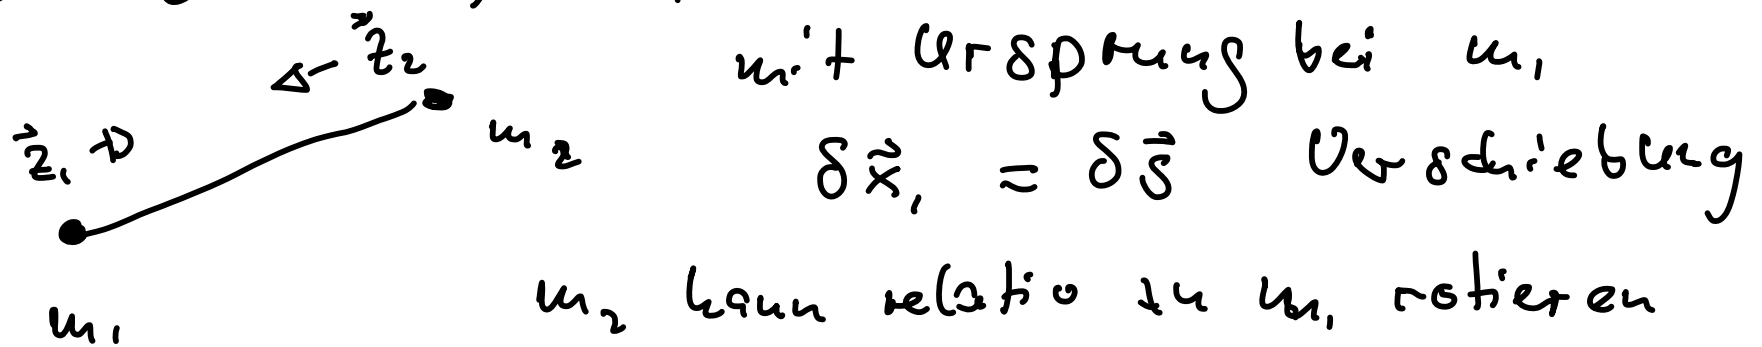 z⃗₂ mit Ursprung bei m₁
z⃗₁ m₂ δx⃗₁ = δs⃗ Verschiebung
m₁ m₂ kann relativ zu m₁ rotieren